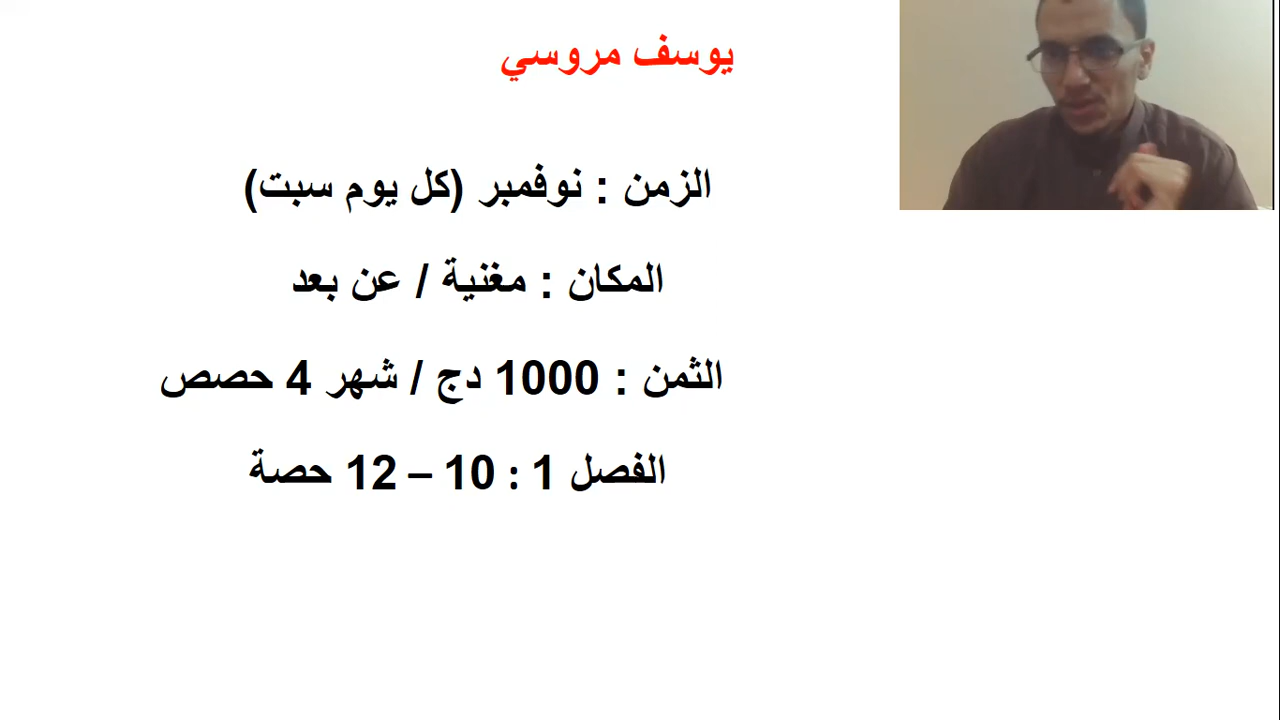 يوسف مروسي
الزمن : نوفمبر (كل يوم سبت)
المكان : مغنية / عن بعد
الثمن : 1000 دج / شهر 4 حصص
الفصل 1 : 10 – 12 حصة